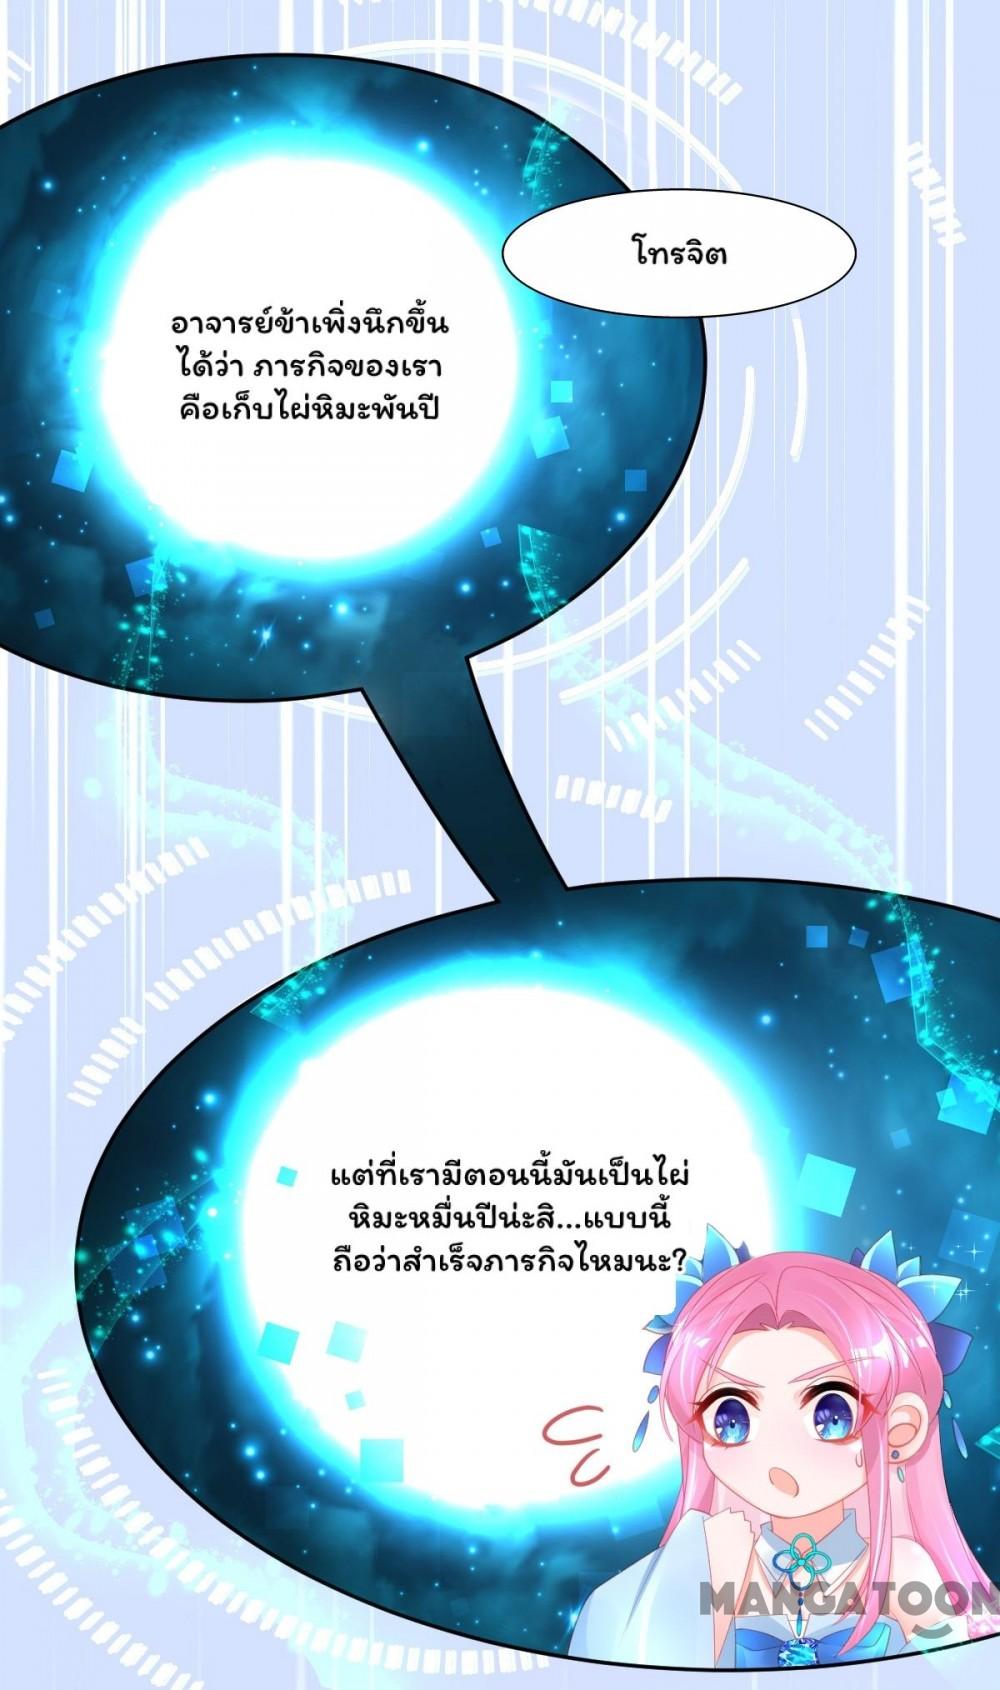 โทรจิต
อาจารย์ข้าเพิ่งนึกขึ้น
ได้ว่า ภารกิจของเรา
คือเก็บไผ่หิมะพันปี
แต่ที่เรามีตอนนี้มันเป็นไผ่
หิมะหมื่นปีน่ะสิ...แบบนี้
ถือว่าสำเร็จภารกิจไหมนะ?
MANGATOON